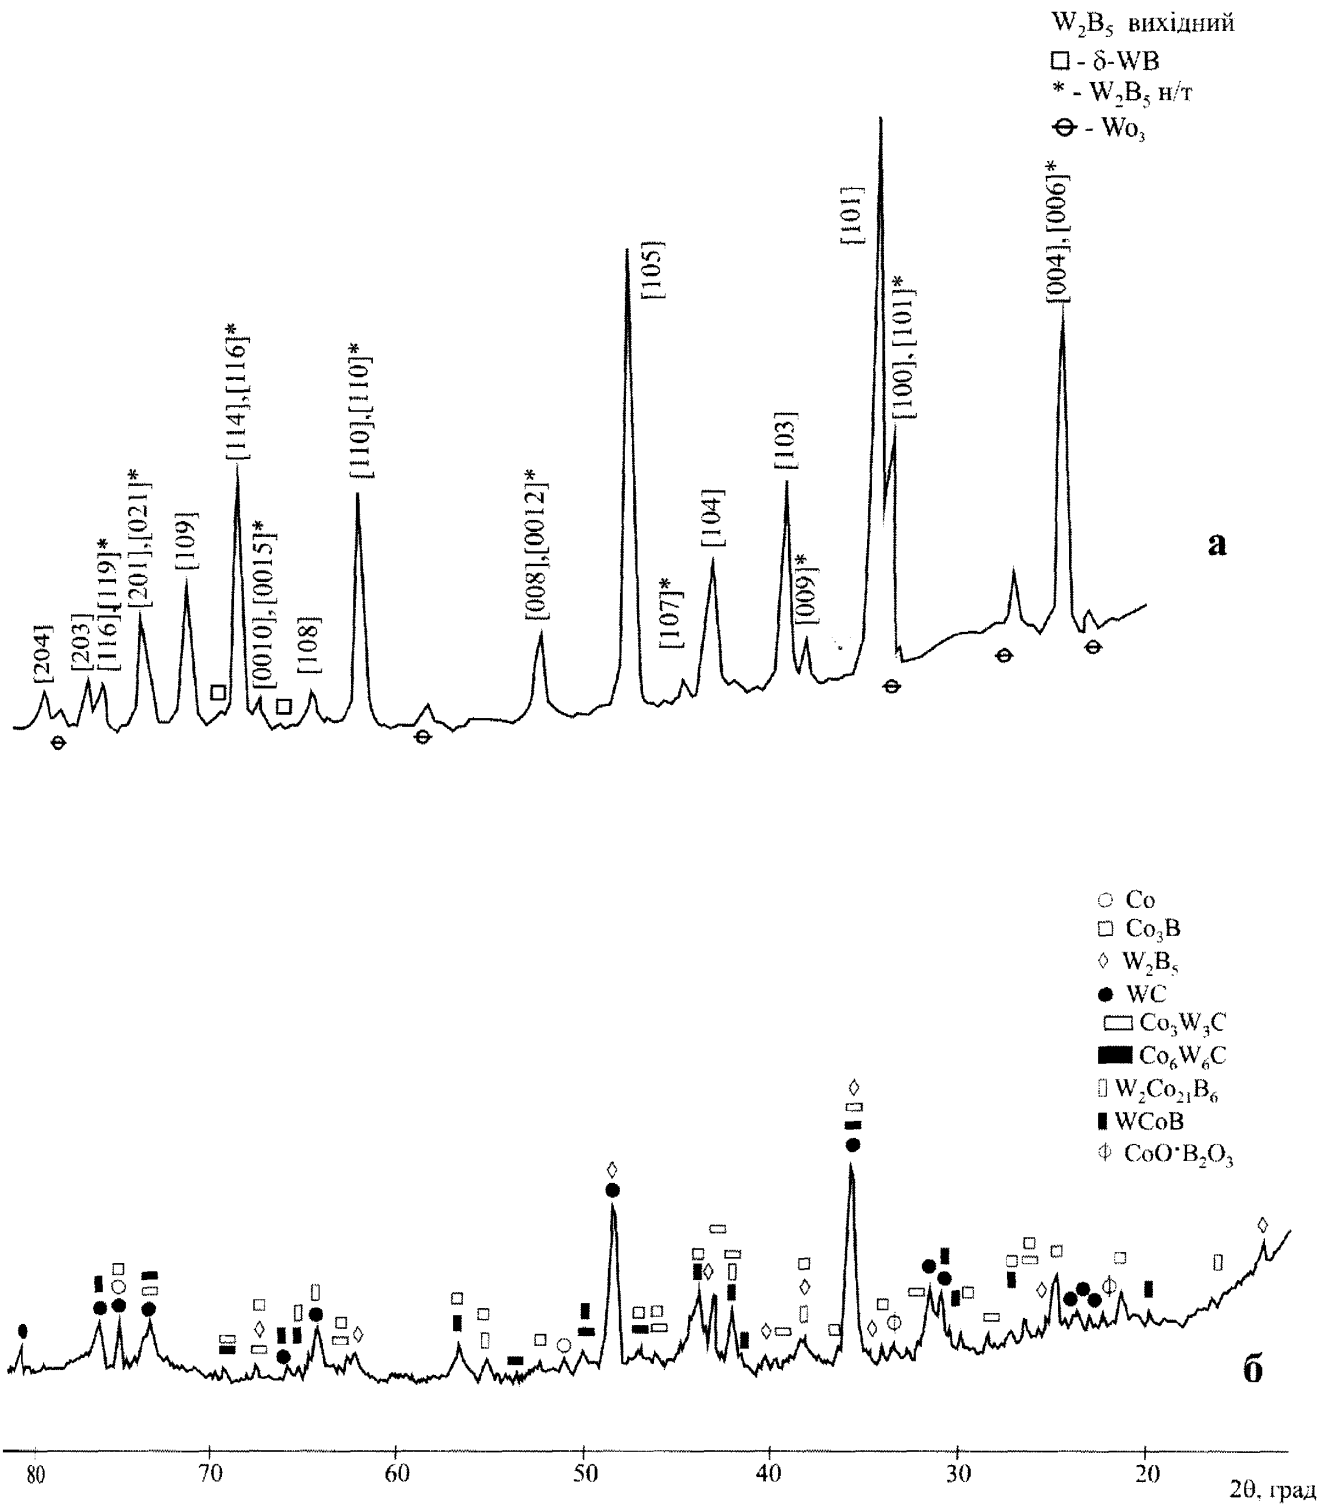 W₂B₅ вихідний
□ - δ-WB
* - W₂B₅ н/т
⊖ - Wo₃
[204]
[203]
[116],[119]*
[201],[021]*
[109]
[114],[116]*
[0010],[0015]*
[108]
[110],[110]*
[008],[0012]*
[105]
[107]*
[104]
[103]
[009]*
[101]
[100],[101]*
[004],[006]*
а
○ Co
□ Co₃B
◇ W₂B₅
● WC
▭ Co₃W₃C
▬ Co₆W₆C
▯ W₂Co₂₁B₆
▮ WCoB
⌽ CoO·B₂O₃
б
80 70 60 50 40 30 20
2θ, град